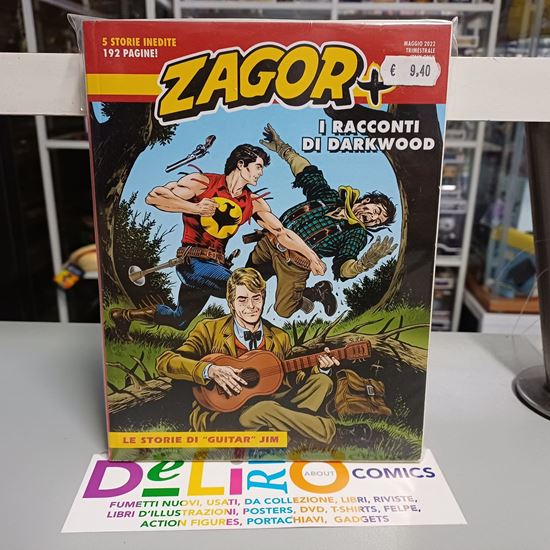 5 STORIE INEDITE
192 PAGINE!
MAGGIO 2022
TRIMESTRALE
€ 9,40
ZAGOR+
I RACCONTI
DI DARKWOOD
LE STORIE DI "GUITAR" JIM
DeLiRiO
ABOUT
COMICS
FUMETTI NUOVI, USATI, DA COLLEZIONE, LIBRI, RIVISTE,
LIBRI D'ILLUSTRAZIONI, POSTERS, DVD, T-SHIRTS, FELPE,
ACTION FIGURES, PORTACHIAVI, GADGETS